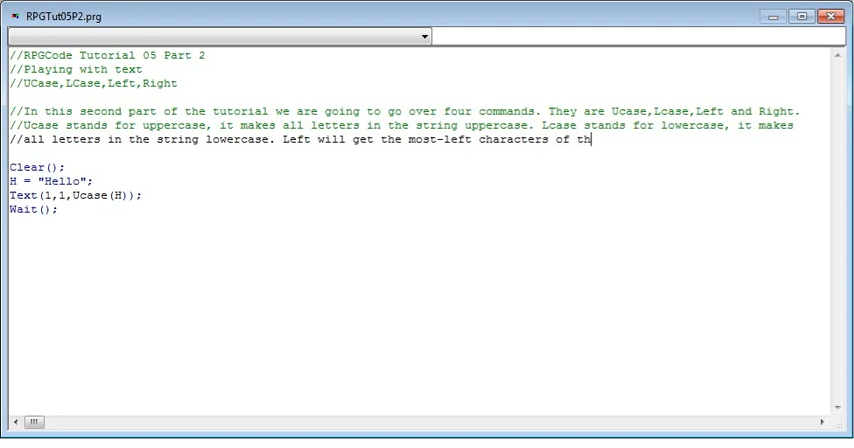 RPGTut05P2.prg
//RPGCode Tutorial 05 Part 2
//Playing with text
//UCase,LCase,Left,Right
//In this second part of the tutorial we are going to go over four commands. They are Ucase,Lcase,Left and Right.
//Ucase stands for uppercase, it makes all letters in the string uppercase. Lcase stands for lowercase, it makes
//all letters in the string lowercase. Left will get the most-left characters of th
Clear();
H = "Hello";
Text(1,1,Ucase(H));
Wait();